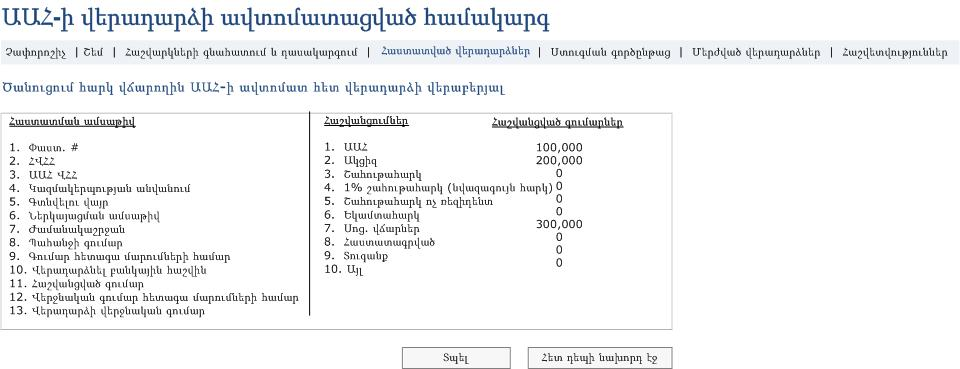 ԱԱՀ-ի վերադարձի ավտոմատացված համակարգ
Չափորոշիչ | Շեմ | Հաշվարկների գնահատում և դասակարգում | Հաստատված վերադարձներ | Ստուգման գործընթաց | Մերժված վերադարձներ | Հաշվետվություններ
Ծանուցում հարկ վճարողին ԱԱՀ-ի ավտոմատ հետ վերադարձի վերաբերյալ
Հաստատման ամսաթիվ
1. Փաստ. #
2. ՀՎՀՀ
3. ԱԱՀ ՎՀՀ
4. Կազմակերպության անվանում
5. Գտնվելու վայր
6. Ներկայացման ամսաթիվ
7. Ժամանակաշրջան
8. Պահանջի գումար
9. Գումար հետագա մարումների համար
10. Վերադարձնել բանկային հաշվին
11. Հաշվանցված գումար
12. Վերջնական գումար հետագա մարումների համար
13. Վերադարձի վերջնական գումար
Հաշվանցումներ Հաշվանցված գումարներ
1. ԱԱՀ 100,000
2. Ակցիզ 200,000
3. Շահութահարկ 0
4. 1% շահութահարկ (նվազագույն հարկ) 0
5. Շահութահարկ ոչ ռեզիդենտ 0
6. Եկամտահարկ 0
7. Սոց. վճարներ 300,000
8. Հաստատագրված 0
9. Տուգանք 0
10. Այլ 0
Տպել Հետ դեպի նախորդ էջ